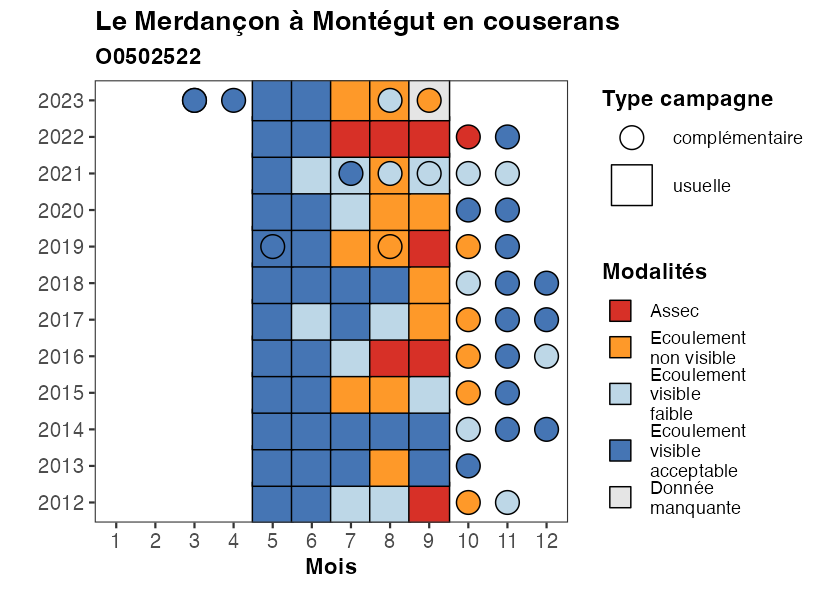 Le Merdançon à Montégut en couserans
O0502522
2023
2022
2021
2020
2019
2018
2017
2016
2015
2014
2013
2012
1 2 3 4 5 6 7 8 9 10 11 12
Mois
Type campagne
complémentaire
usuelle
Modalités
Assec
Ecoulement
non visible
Ecoulement
visible
faible
Ecoulement
visible
acceptable
Donnée
manquante